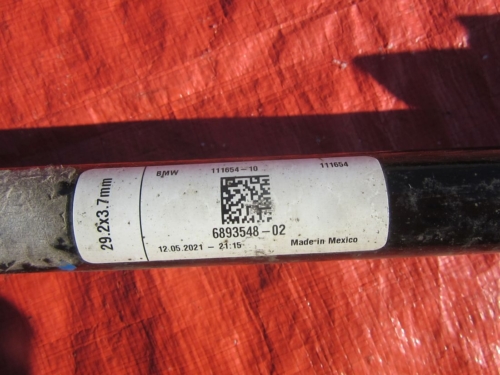 29.2x3.7mm
BMW 111654-10 111654
6893548-02
12.05.2021 - 21:15 Made in Mexico